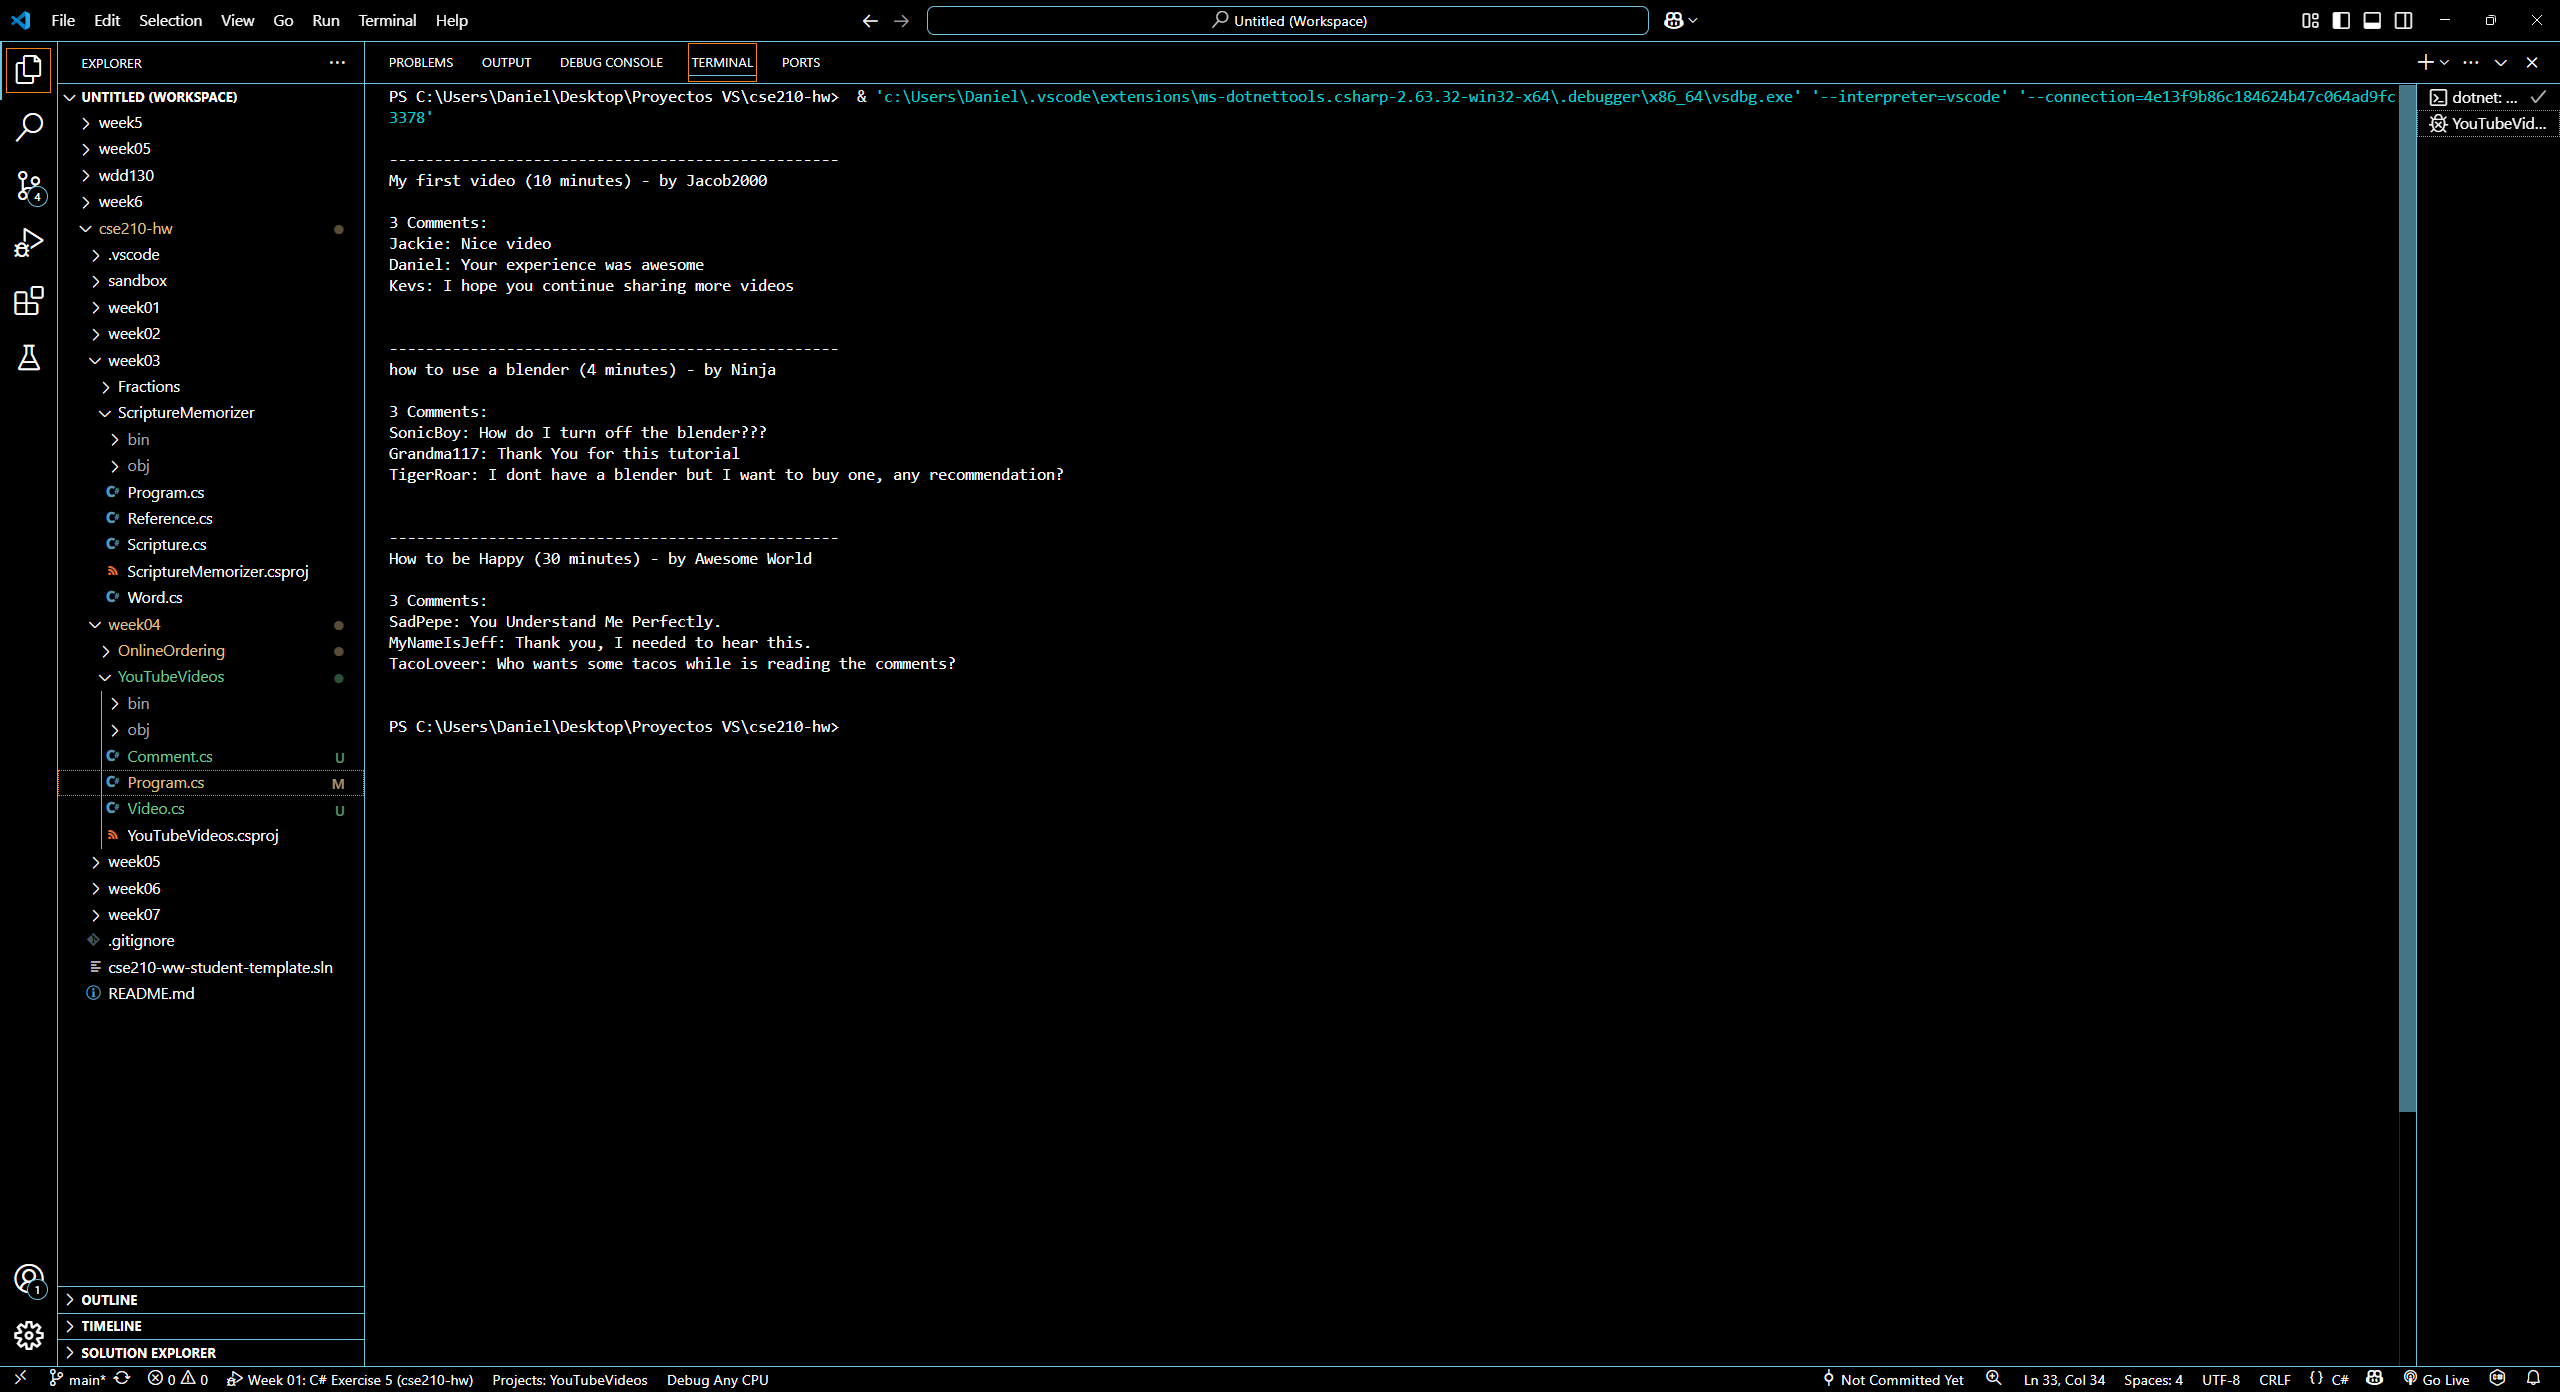 File Edit Selection View Go Run Terminal Help
Untitled (Workspace)
EXPLORER
UNTITLED (WORKSPACE)
week5
week05
wdd130
week6
cse210-hw
.vscode
sandbox
week01
week02
week03
Fractions
ScriptureMemorizer
bin
obj
Program.cs
Reference.cs
Scripture.cs
ScriptureMemorizer.csproj
Word.cs
week04
OnlineOrdering
YouTubeVideos
bin
obj
Comment.cs U
Program.cs M
Video.cs U
YouTubeVideos.csproj
week05
week06
week07
.gitignore
cse210-ww-student-template.sln
README.md
OUTLINE
TIMELINE
SOLUTION EXPLORER
4
1
PROBLEMS OUTPUT DEBUG CONSOLE TERMINAL PORTS
PS C:\Users\Daniel\Desktop\Proyectos VS\cse210-hw>  & 'c:\Users\Daniel\.vscode\extensions\ms-dotnettools.csharp-2.63.32-win32-x64\.debugger\x86_64\vsdbg.exe' '--interpreter=vscode' '--connection=4e13f9b86c184624b47c064ad9fc
3378'
--------------------------------------------------
My first video (10 minutes) - by Jacob2000
3 Comments:
Jackie: Nice video
Daniel: Your experience was awesome
Kevs: I hope you continue sharing more videos
--------------------------------------------------
how to use a blender (4 minutes) - by Ninja
3 Comments:
SonicBoy: How do I turn off the blender???
Grandma117: Thank You for this tutorial
TigerRoar: I dont have a blender but I want to buy one, any recommendation?
--------------------------------------------------
How to be Happy (30 minutes) - by Awesome World
3 Comments:
SadPepe: You Understand Me Perfectly.
MyNameIsJeff: Thank you, I needed to hear this.
TacoLoveer: Who wants some tacos while is reading the comments?
PS C:\Users\Daniel\Desktop\Proyectos VS\cse210-hw>
dotnet: ...
YouTubeVid...
main* 0 0 Week 01: C# Exercise 5 (cse210-hw) Projects: YouTubeVideos Debug Any CPU Not Committed Yet Ln 33, Col 34 Spaces: 4 UTF-8 CRLF {} C# Go Live